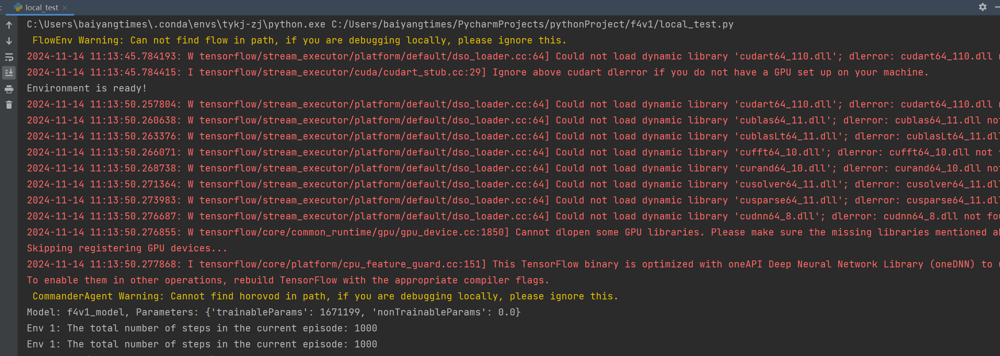 local_test
C:\Users\baiyangtimes\.conda\envs\tykj-zj\python.exe C:/Users/baiyangtimes/PycharmProjects/pythonProject/f4v1/local_test.py
FlowEnv Warning: Can not find flow in path, if you are debugging locally, please ignore this.
2024-11-14 11:13:45.784193: W tensorflow/stream_executor/platform/default/dso_loader.cc:64] Could not load dynamic library 'cudart64_110.dll'; dlerror: cudart64_110.dll
2024-11-14 11:13:45.784415: I tensorflow/stream_executor/cuda/cudart_stub.cc:29] Ignore above cudart dlerror if you do not have a GPU set up on your machine.
Environment is ready!
2024-11-14 11:13:50.257804: W tensorflow/stream_executor/platform/default/dso_loader.cc:64] Could not load dynamic library 'cudart64_110.dll'; dlerror: cudart64_110.dll
2024-11-14 11:13:50.260638: W tensorflow/stream_executor/platform/default/dso_loader.cc:64] Could not load dynamic library 'cublas64_11.dll'; dlerror: cublas64_11.dll no
2024-11-14 11:13:50.263376: W tensorflow/stream_executor/platform/default/dso_loader.cc:64] Could not load dynamic library 'cublasLt64_11.dll'; dlerror: cublasLt64_11.dl
2024-11-14 11:13:50.266071: W tensorflow/stream_executor/platform/default/dso_loader.cc:64] Could not load dynamic library 'cufft64_10.dll'; dlerror: cufft64_10.dll not
2024-11-14 11:13:50.268738: W tensorflow/stream_executor/platform/default/dso_loader.cc:64] Could not load dynamic library 'curand64_10.dll'; dlerror: curand64_10.dll no
2024-11-14 11:13:50.271364: W tensorflow/stream_executor/platform/default/dso_loader.cc:64] Could not load dynamic library 'cusolver64_11.dll'; dlerror: cusolver64_11.dl
2024-11-14 11:13:50.273983: W tensorflow/stream_executor/platform/default/dso_loader.cc:64] Could not load dynamic library 'cusparse64_11.dll'; dlerror: cusparse64_11.dl
2024-11-14 11:13:50.276687: W tensorflow/stream_executor/platform/default/dso_loader.cc:64] Could not load dynamic library 'cudnn64_8.dll'; dlerror: cudnn64_8.dll not fo
2024-11-14 11:13:50.276855: W tensorflow/core/common_runtime/gpu/gpu_device.cc:1850] Cannot dlopen some GPU libraries. Please make sure the missing libraries mentioned a
Skipping registering GPU devices...
2024-11-14 11:13:50.277868: I tensorflow/core/platform/cpu_feature_guard.cc:151] This TensorFlow binary is optimized with oneAPI Deep Neural Network Library (oneDNN) to
To enable them in other operations, rebuild TensorFlow with the appropriate compiler flags.
CommanderAgent Warning: Cannot find horovod in path, if you are debugging locally, please ignore this.
Model: f4v1_model, Parameters: {'trainableParams': 1671199, 'nonTrainableParams': 0.0}
Env 1: The total number of steps in the current episode: 1000
Env 1: The total number of steps in the current episode: 1000